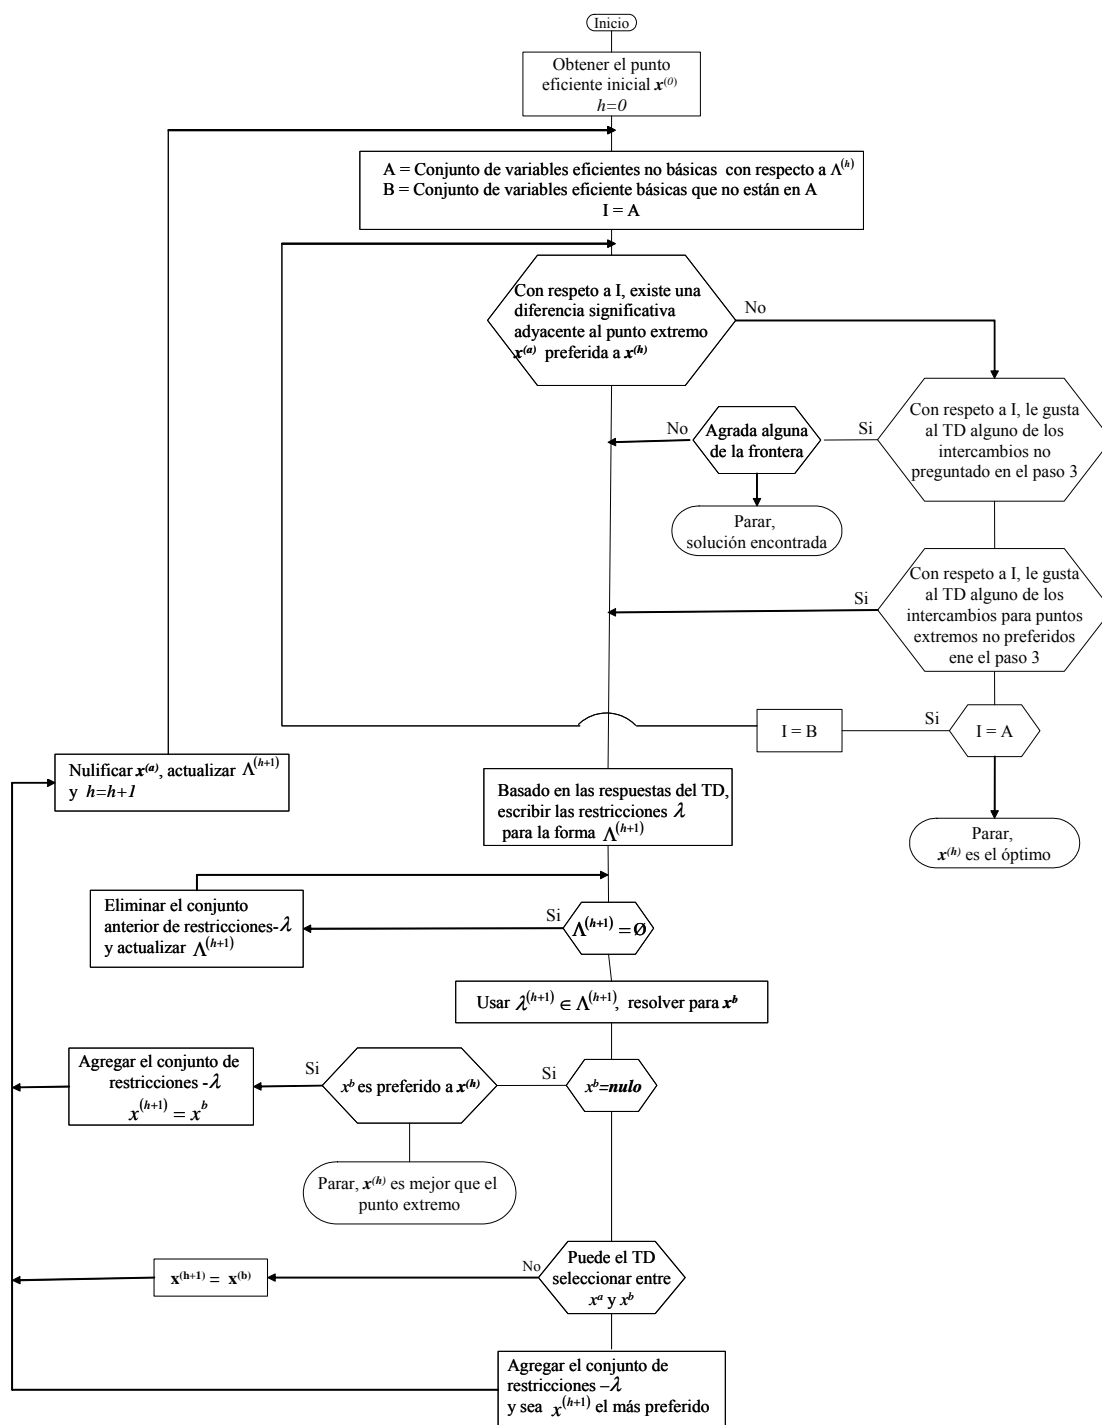 Inicio
Obtener el punto
eficiente inicial x⁽⁰⁾
h=0
A = Conjunto de variables eficientes no básicas con respecto a Λ⁽ʰ⁾
B = Conjunto de variables eficiente básicas que no están en A
I = A
Con respeto a I, existe una
diferencia significativa
adyacente al punto extremo
x⁽ᵃ⁾ preferida a x⁽ʰ⁾
No
Con respeto a I, le gusta
al TD alguno de los
intercambios no
preguntado en el paso 3
Si
Agrada alguna
de la frontera
No
Parar,
solución encontrada
Con respeto a I, le gusta
al TD alguno de los
intercambios para puntos
extremos no preferidos
ene el paso 3
Si
I = A
Si
I = B
Parar,
x⁽ʰ⁾ es el óptimo
Nulificar x⁽ᵃ⁾, actualizar Λ⁽ʰ⁺¹⁾
y h=h+1
Basado en las respuestas del TD,
escribir las restricciones λ
para la forma Λ⁽ʰ⁺¹⁾
Eliminar el conjunto
anterior de restricciones-λ
y actualizar Λ⁽ʰ⁺¹⁾
Si
Λ⁽ʰ⁺¹⁾ = Ø
Usar λ⁽ʰ⁺¹⁾ ∈ Λ⁽ʰ⁺¹⁾, resolver para xᵇ
Agregar el conjunto de
restricciones -λ
x⁽ʰ⁺¹⁾ = xᵇ
Si
xᵇ es preferido a x⁽ʰ⁾
Si
xᵇ=nulo
Parar, x⁽ʰ⁾ es mejor que el
punto extremo
Puede el TD
seleccionar entre
xᵃ y xᵇ
No
x⁽ʰ⁺¹⁾ = x⁽ᵇ⁾
Agregar el conjunto de
restricciones –λ
y sea x⁽ʰ⁺¹⁾ el más preferido